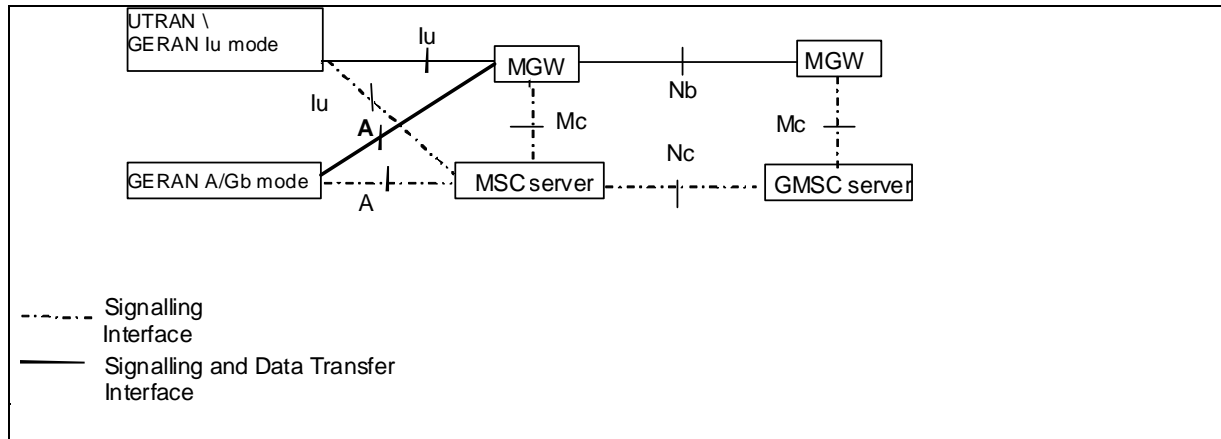 UTRAN \
GERAN Iu mode
Iu
MGW
MGW
Nb
Iu
A
Mc
Mc
Nc
GERAN A/Gb mode
A
MSC server
GMSC server
Signalling
Interface
Signalling and Data Transfer
Interface